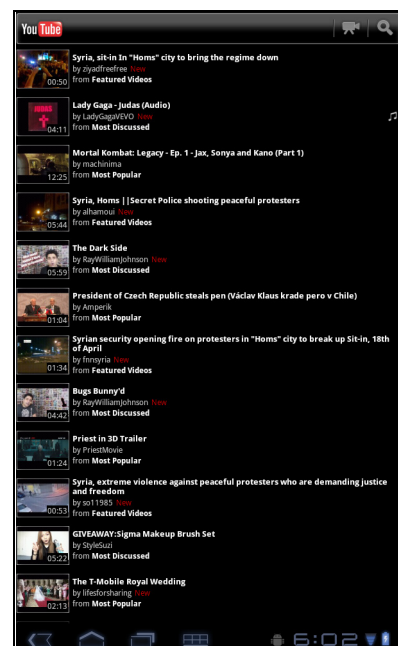 YouTube
Syria, sit-in In "Homs" city to bring the regime down
by ziyadfreefree New
00:50
from Featured Videos
Lady Gaga - Judas (Audio)
by LadyGagaVEVO New
04:11
from Most Discussed
Mortal Kombat: Legacy - Ep. 1 - Jax, Sonya and Kano (Part 1)
by machinima
12:25
from Most Popular
Syria, Homs ||Secret Police shooting peaceful protesters
by alhamoui New
05:44
from Featured Videos
The Dark Side
by RayWilliamJohnson New
05:59
from Most Discussed
President of Czech Republic steals pen (Václav Klaus krade pero v Chile)
by Amperik
01:04
from Most Popular
Syrian security opening fire on protesters in "Homs" city to break up Sit-in, 18th
of April
by fnnsyria New
01:34
from Featured Videos
Bugs Bunny'd
by RayWilliamJohnson New
04:42
from Most Discussed
Priest in 3D Trailer
by PriestMovie
01:24
from Most Popular
Syria, extreme violence against peaceful protesters who are demanding justice
and freedom
by so11985 New
00:53
from Featured Videos
GIVEAWAY:Sigma Makeup Brush Set
by StyleSuzi
05:22
from Most Discussed
The T-Mobile Royal Wedding
by lifesforsharing New
02:13
from Most Popular
6:02